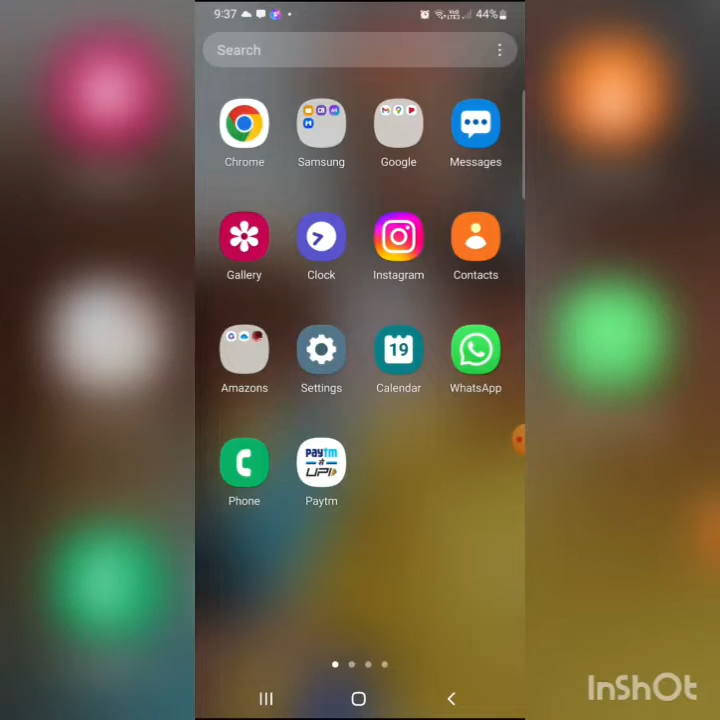 9:37
44%
Search
Chrome
Samsung
Google
Messages
Gallery
Clock
Instagram
Contacts
Amazons
Settings
19
Calendar
WhatsApp
Paytm
UPI
Phone
Paytm
InShOt